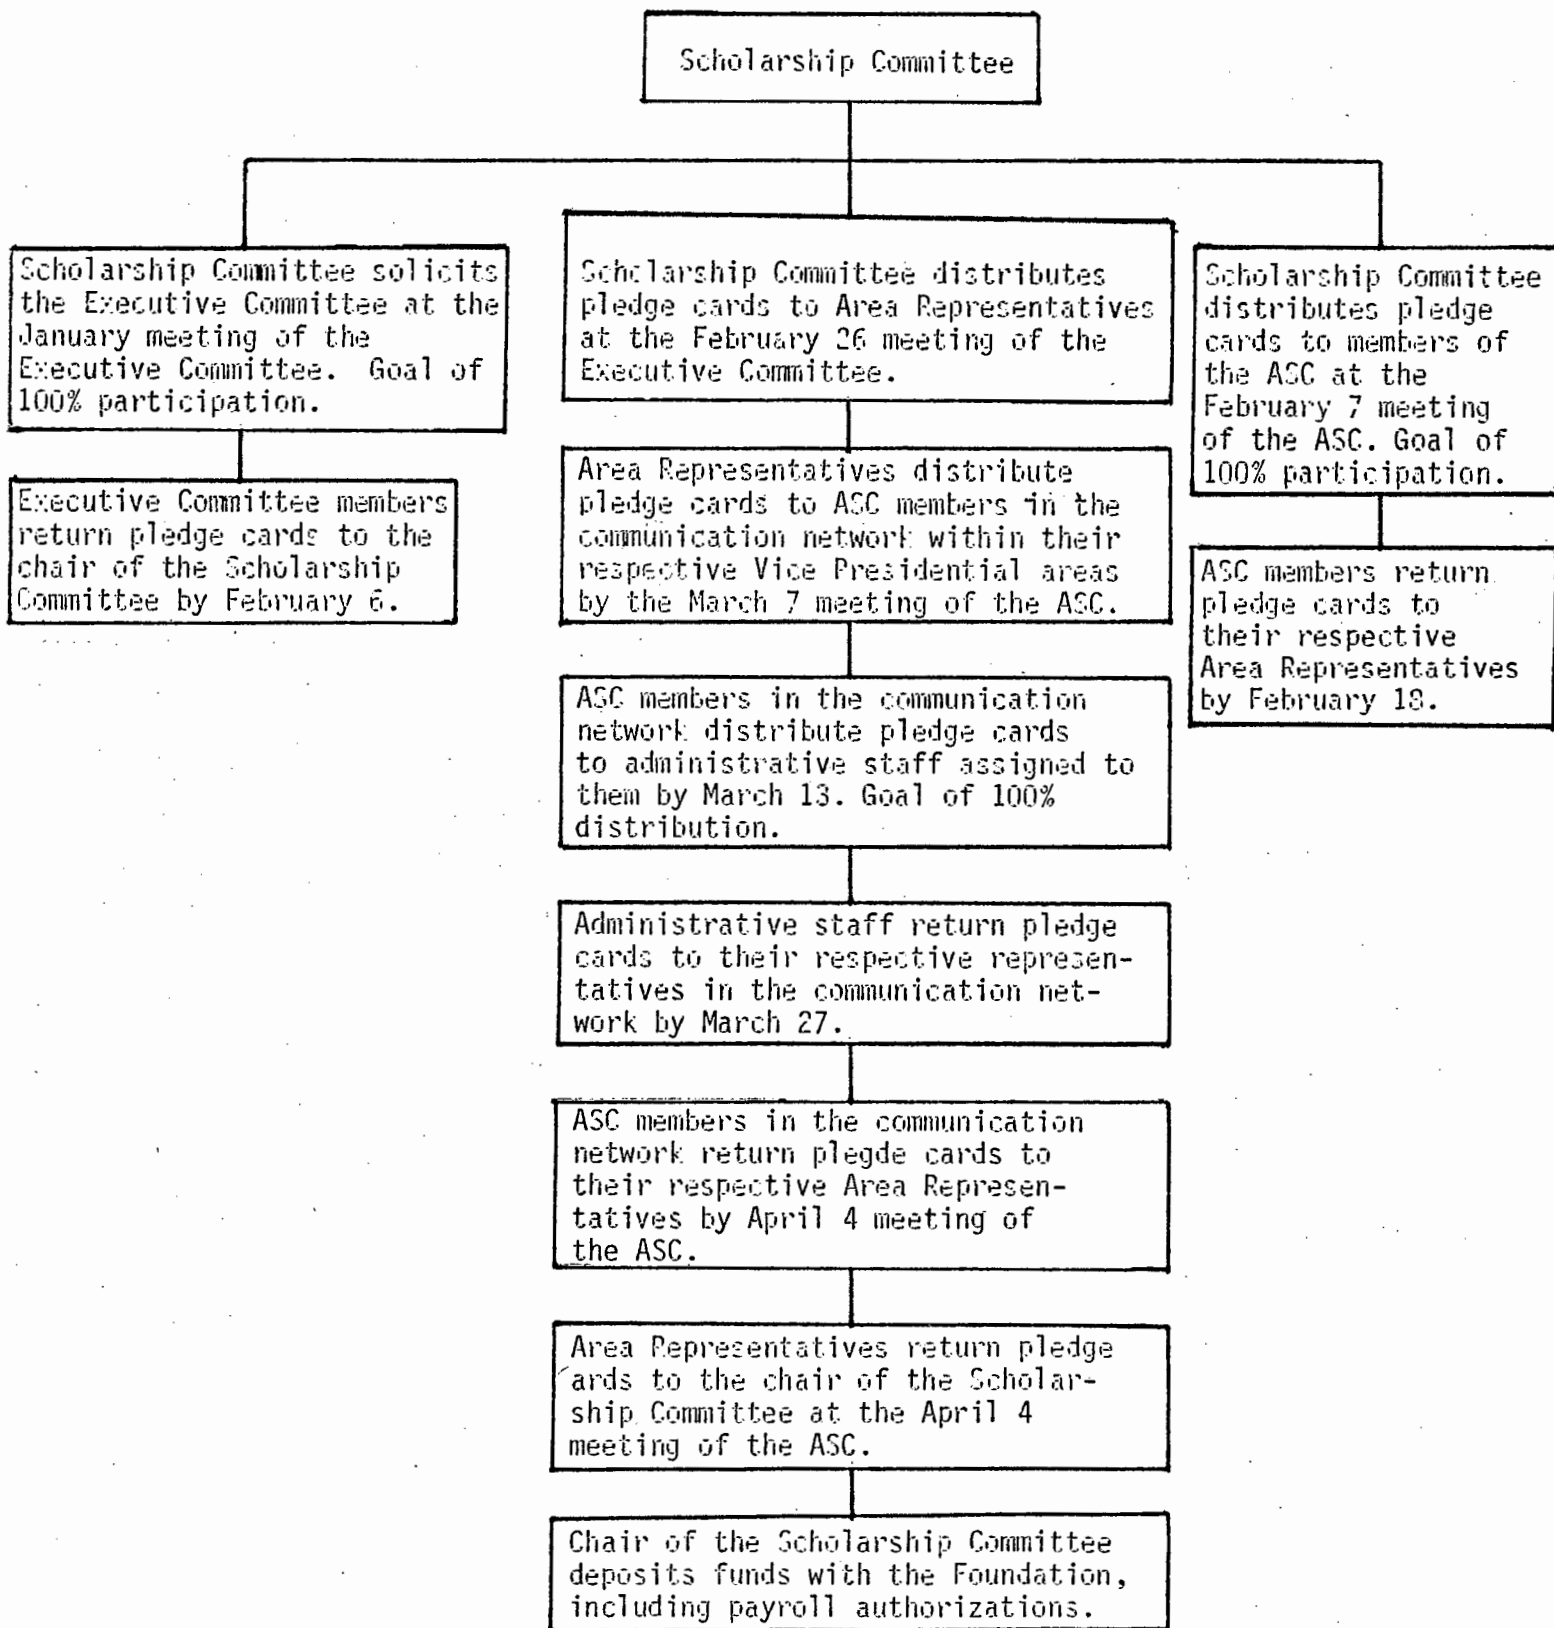 Scholarship Committee
Scholarship Committee solicits
the Executive Committee at the
January meeting of the
Executive Committee.  Goal of
100% participation.
Executive Committee members
return pledge cards to the
chair of the Scholarship
Committee by February 6.
Scholarship Committee distributes
pledge cards to Area Representatives
at the February 26 meeting of the
Executive Committee.
Area Representatives distribute
pledge cards to ASC members in the
communication network within their
respective Vice Presidential areas
by the March 7 meeting of the ASC.
ASC members in the communication
network distribute pledge cards
to administrative staff assigned to
them by March 13. Goal of 100%
distribution.
Administrative staff return pledge
cards to their respective represen-
tatives in the communication net-
work by March 27.
ASC members in the communication
network return plegde cards to
their respective Area Represen-
tatives by April 4 meeting of
the ASC.
Area Representatives return pledge
ards to the chair of the Scholar-
ship Committee at the April 4
meeting of the ASC.
Chair of the Scholarship Committee
deposits funds with the Foundation,
including payroll authorizations.
Scholarship Committee
distributes pledge
cards to members of
the ASC at the
February 7 meeting
of the ASC. Goal of
100% participation.
ASC members return
pledge cards to
their respective
Area Representatives
by February 18.